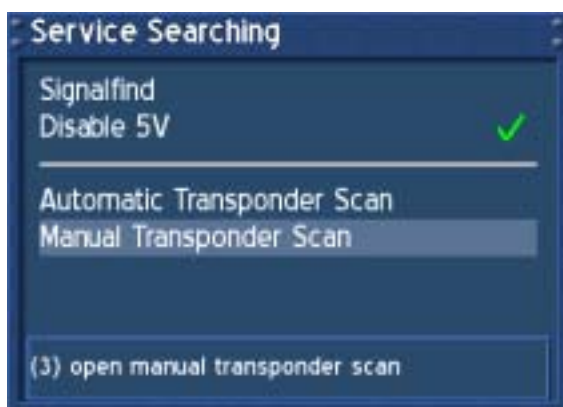 Service Searching
Signalfind
Disable 5V
Automatic Transponder Scan
Manual Transponder Scan
(3) open manual transponder scan